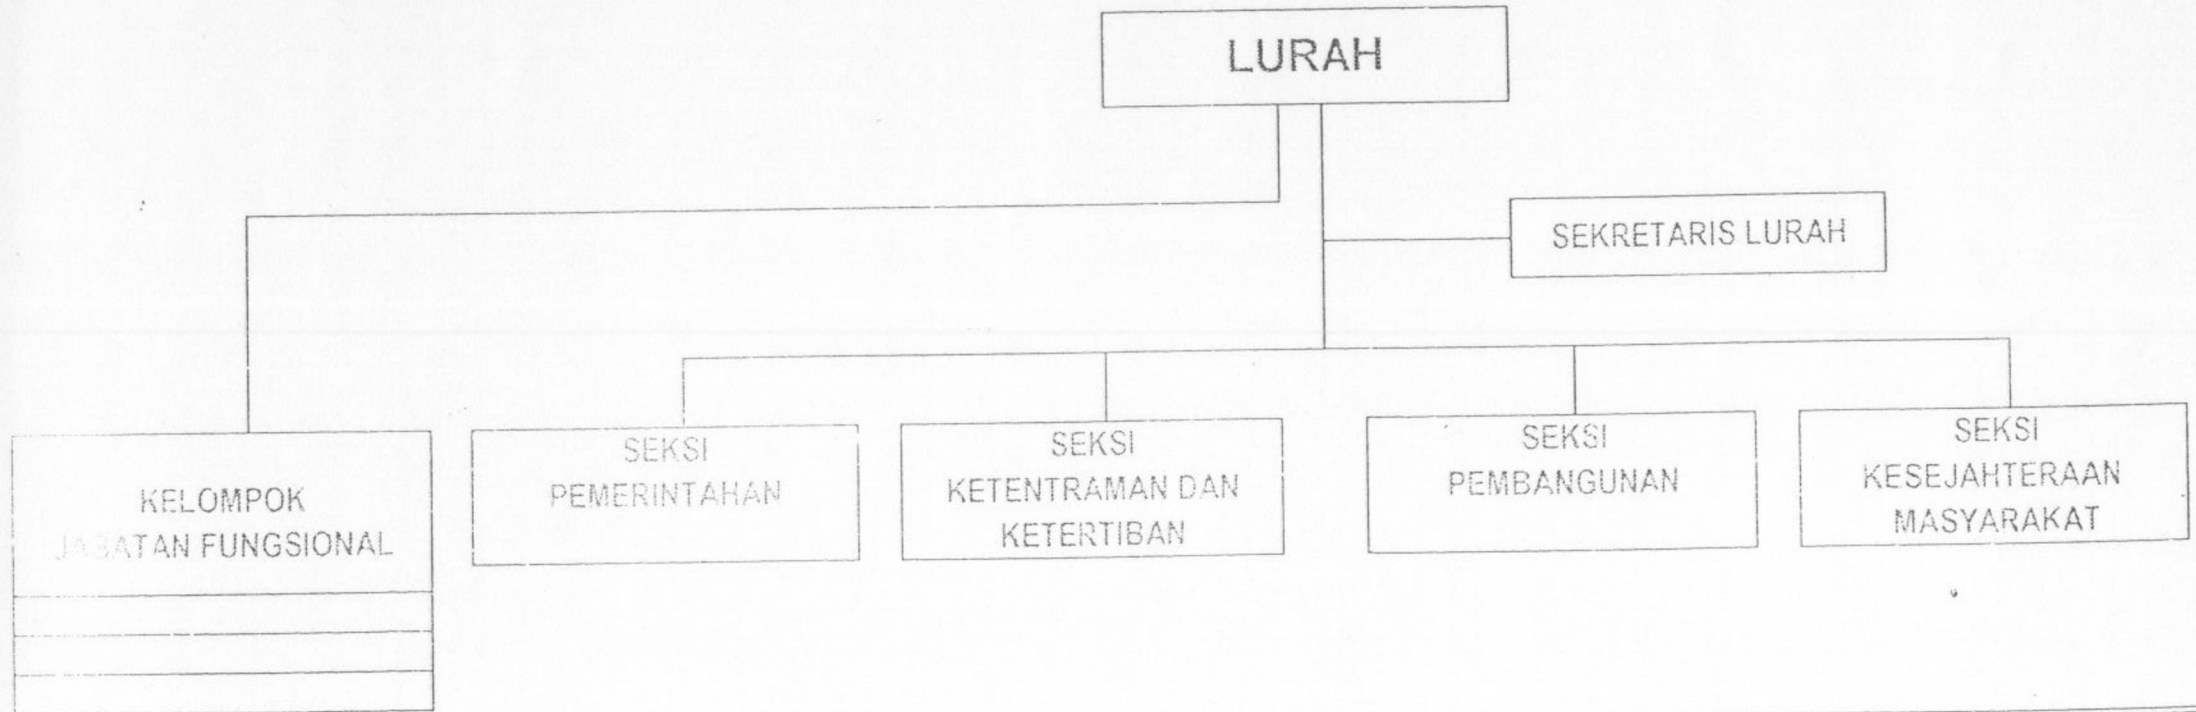 LURAH
SEKRETARIS LURAH
KELOMPOK
JABATAN FUNGSIONAL
SEKSI
PEMERINTAHAN
SEKSI
KETENTRAMAN DAN
KETERTIBAN
SEKSI
PEMBANGUNAN
SEKSI
KESEJAHTERAAN
MASYARAKAT